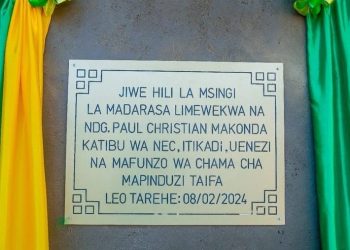 JIWE HILI LA MSINGI
LA MADARASA LIMEWEKWA NA
NDG. PAUL CHRISTIAN MAKONDA
KATIBU WA NEC, ITIKADI, UENEZI
NA MAFUNZO WA CHAMA CHA
MAPINDUZI TAIFA
LEO TAREHE: 08/02/2024